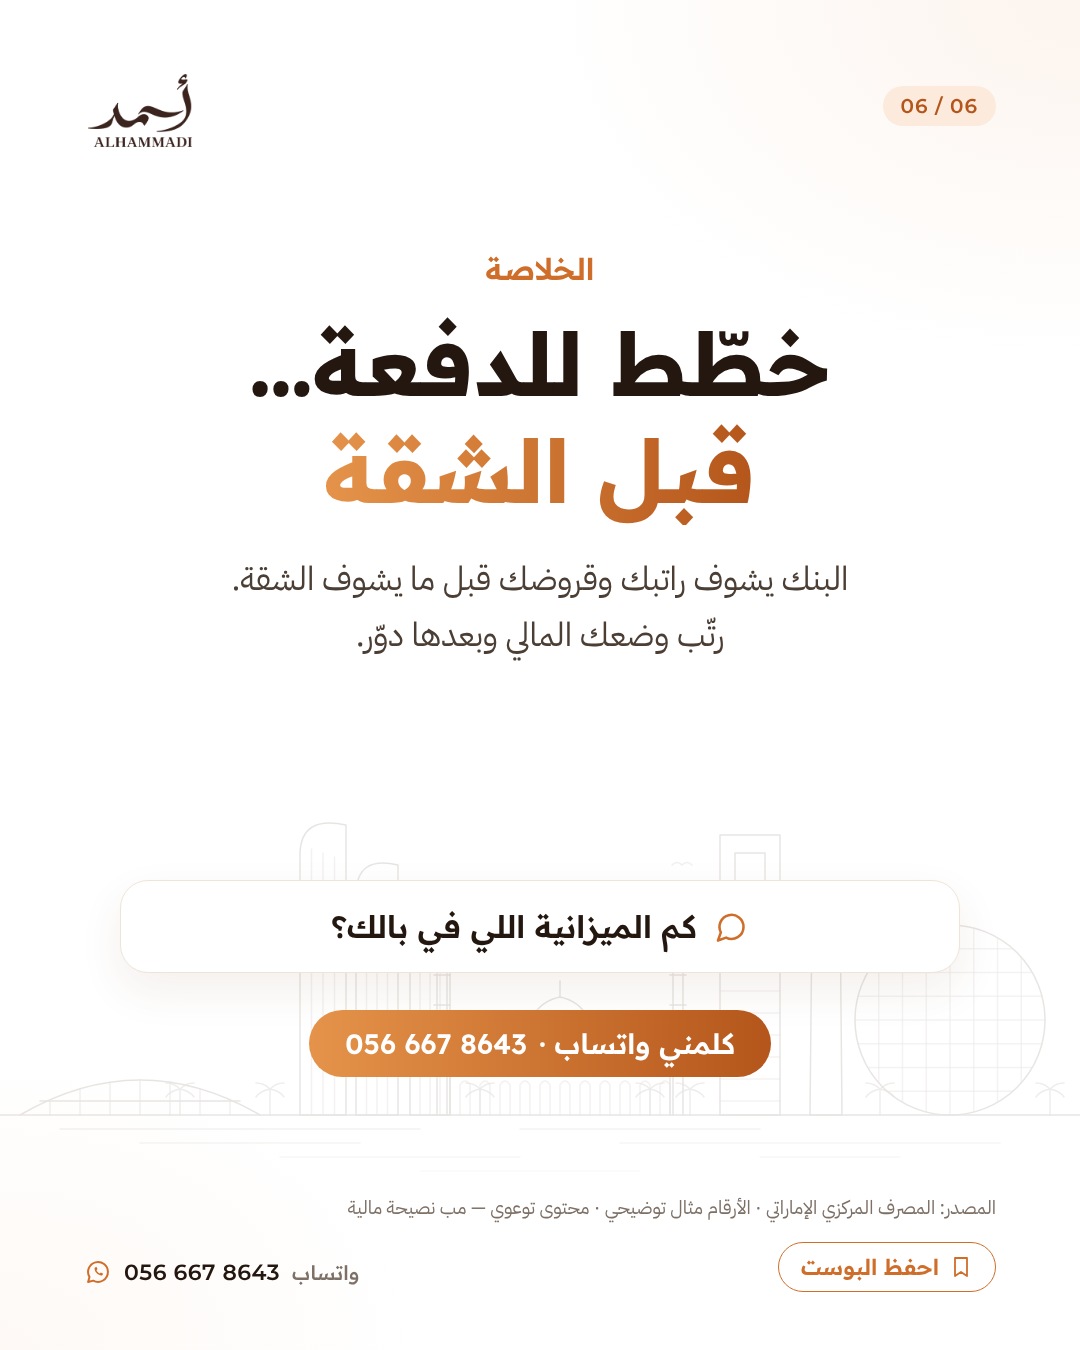 أحمد
ALHAMMADI
06 / 06
الخلاصة
خطّط للدفعة...
قبل الشقة
البنك يشوف راتبك وقروضك قبل ما يشوف الشقة.
رتّب وضعك المالي وبعدها دوّر.
كم الميزانية اللي في بالك؟
كلمني واتساب · 056 667 8643
المصدر: المصرف المركزي الإماراتي · الأرقام مثال توضيحي · محتوى توعوي — مب نصيحة مالية
احفظ البوست
واتساب 056 667 8643